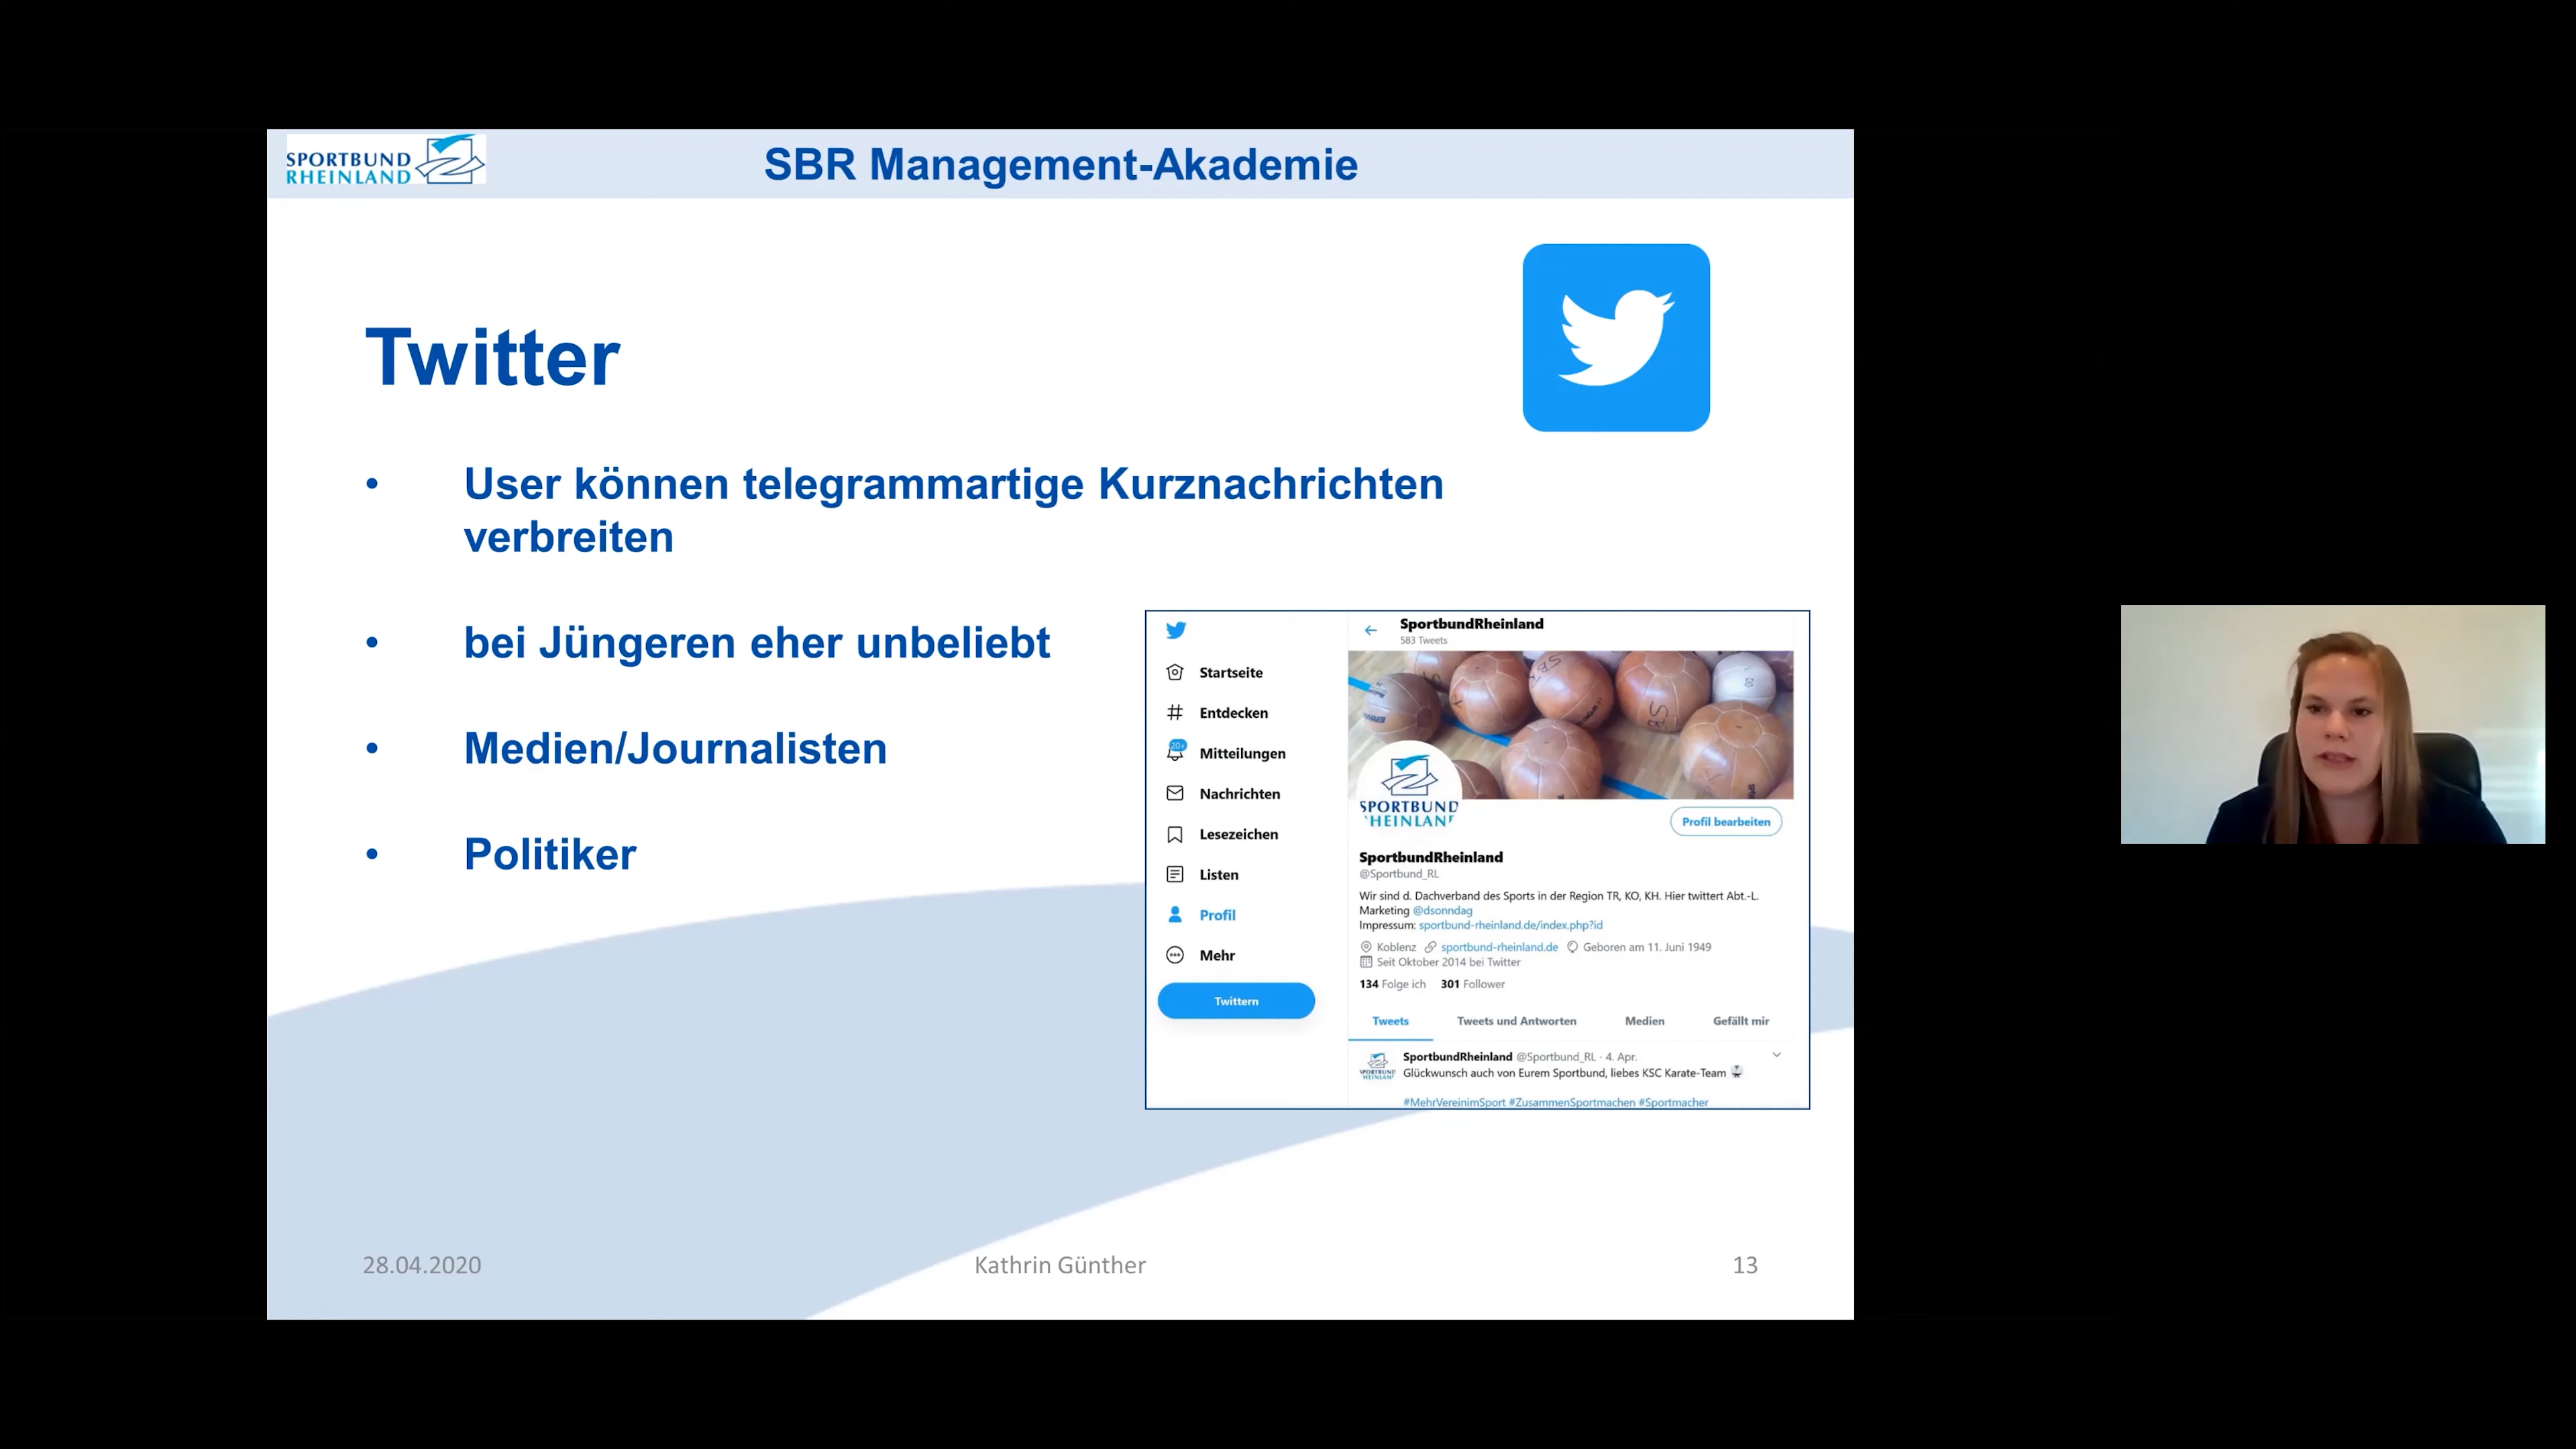 SPORTBUND
RHEINLAND
SBR Management-Akademie
Twitter
• User können telegrammartige Kurznachrichten
verbreiten
• bei Jüngeren eher unbeliebt
• Medien/Journalisten
• Politiker
Startseite
Entdecken
20+
Mitteilungen
Nachrichten
Lesezeichen
Listen
Profil
Mehr
Twittern
SportbundRheinland
583 Tweets
SPORTBUND
RHEINLAN
Profil bearbeiten
SportbundRheinland
@Sportbund_RL
Wir sind d. Dachverband des Sports in der Region TR, KO, KH. Hier twittert Abt.-L.
Marketing @dsonndag
Impressum: sportbund-rheinland.de/index.php?id
Koblenz sportbund-rheinland.de Geboren am 11. Juni 1949
Seit Oktober 2014 bei Twitter
134 Folge ich 301 Follower
Tweets Tweets und Antworten Medien Gefällt mir
SPORTBUND
RHEINLAND
SportbundRheinland @Sportbund_RL · 4. Apr.
Glückwunsch auch von Eurem Sportbund, liebes KSC Karate-Team
#MehrVereinimSport #ZusammenSportmachen #Sportmacher
28.04.2020 Kathrin Günther 13